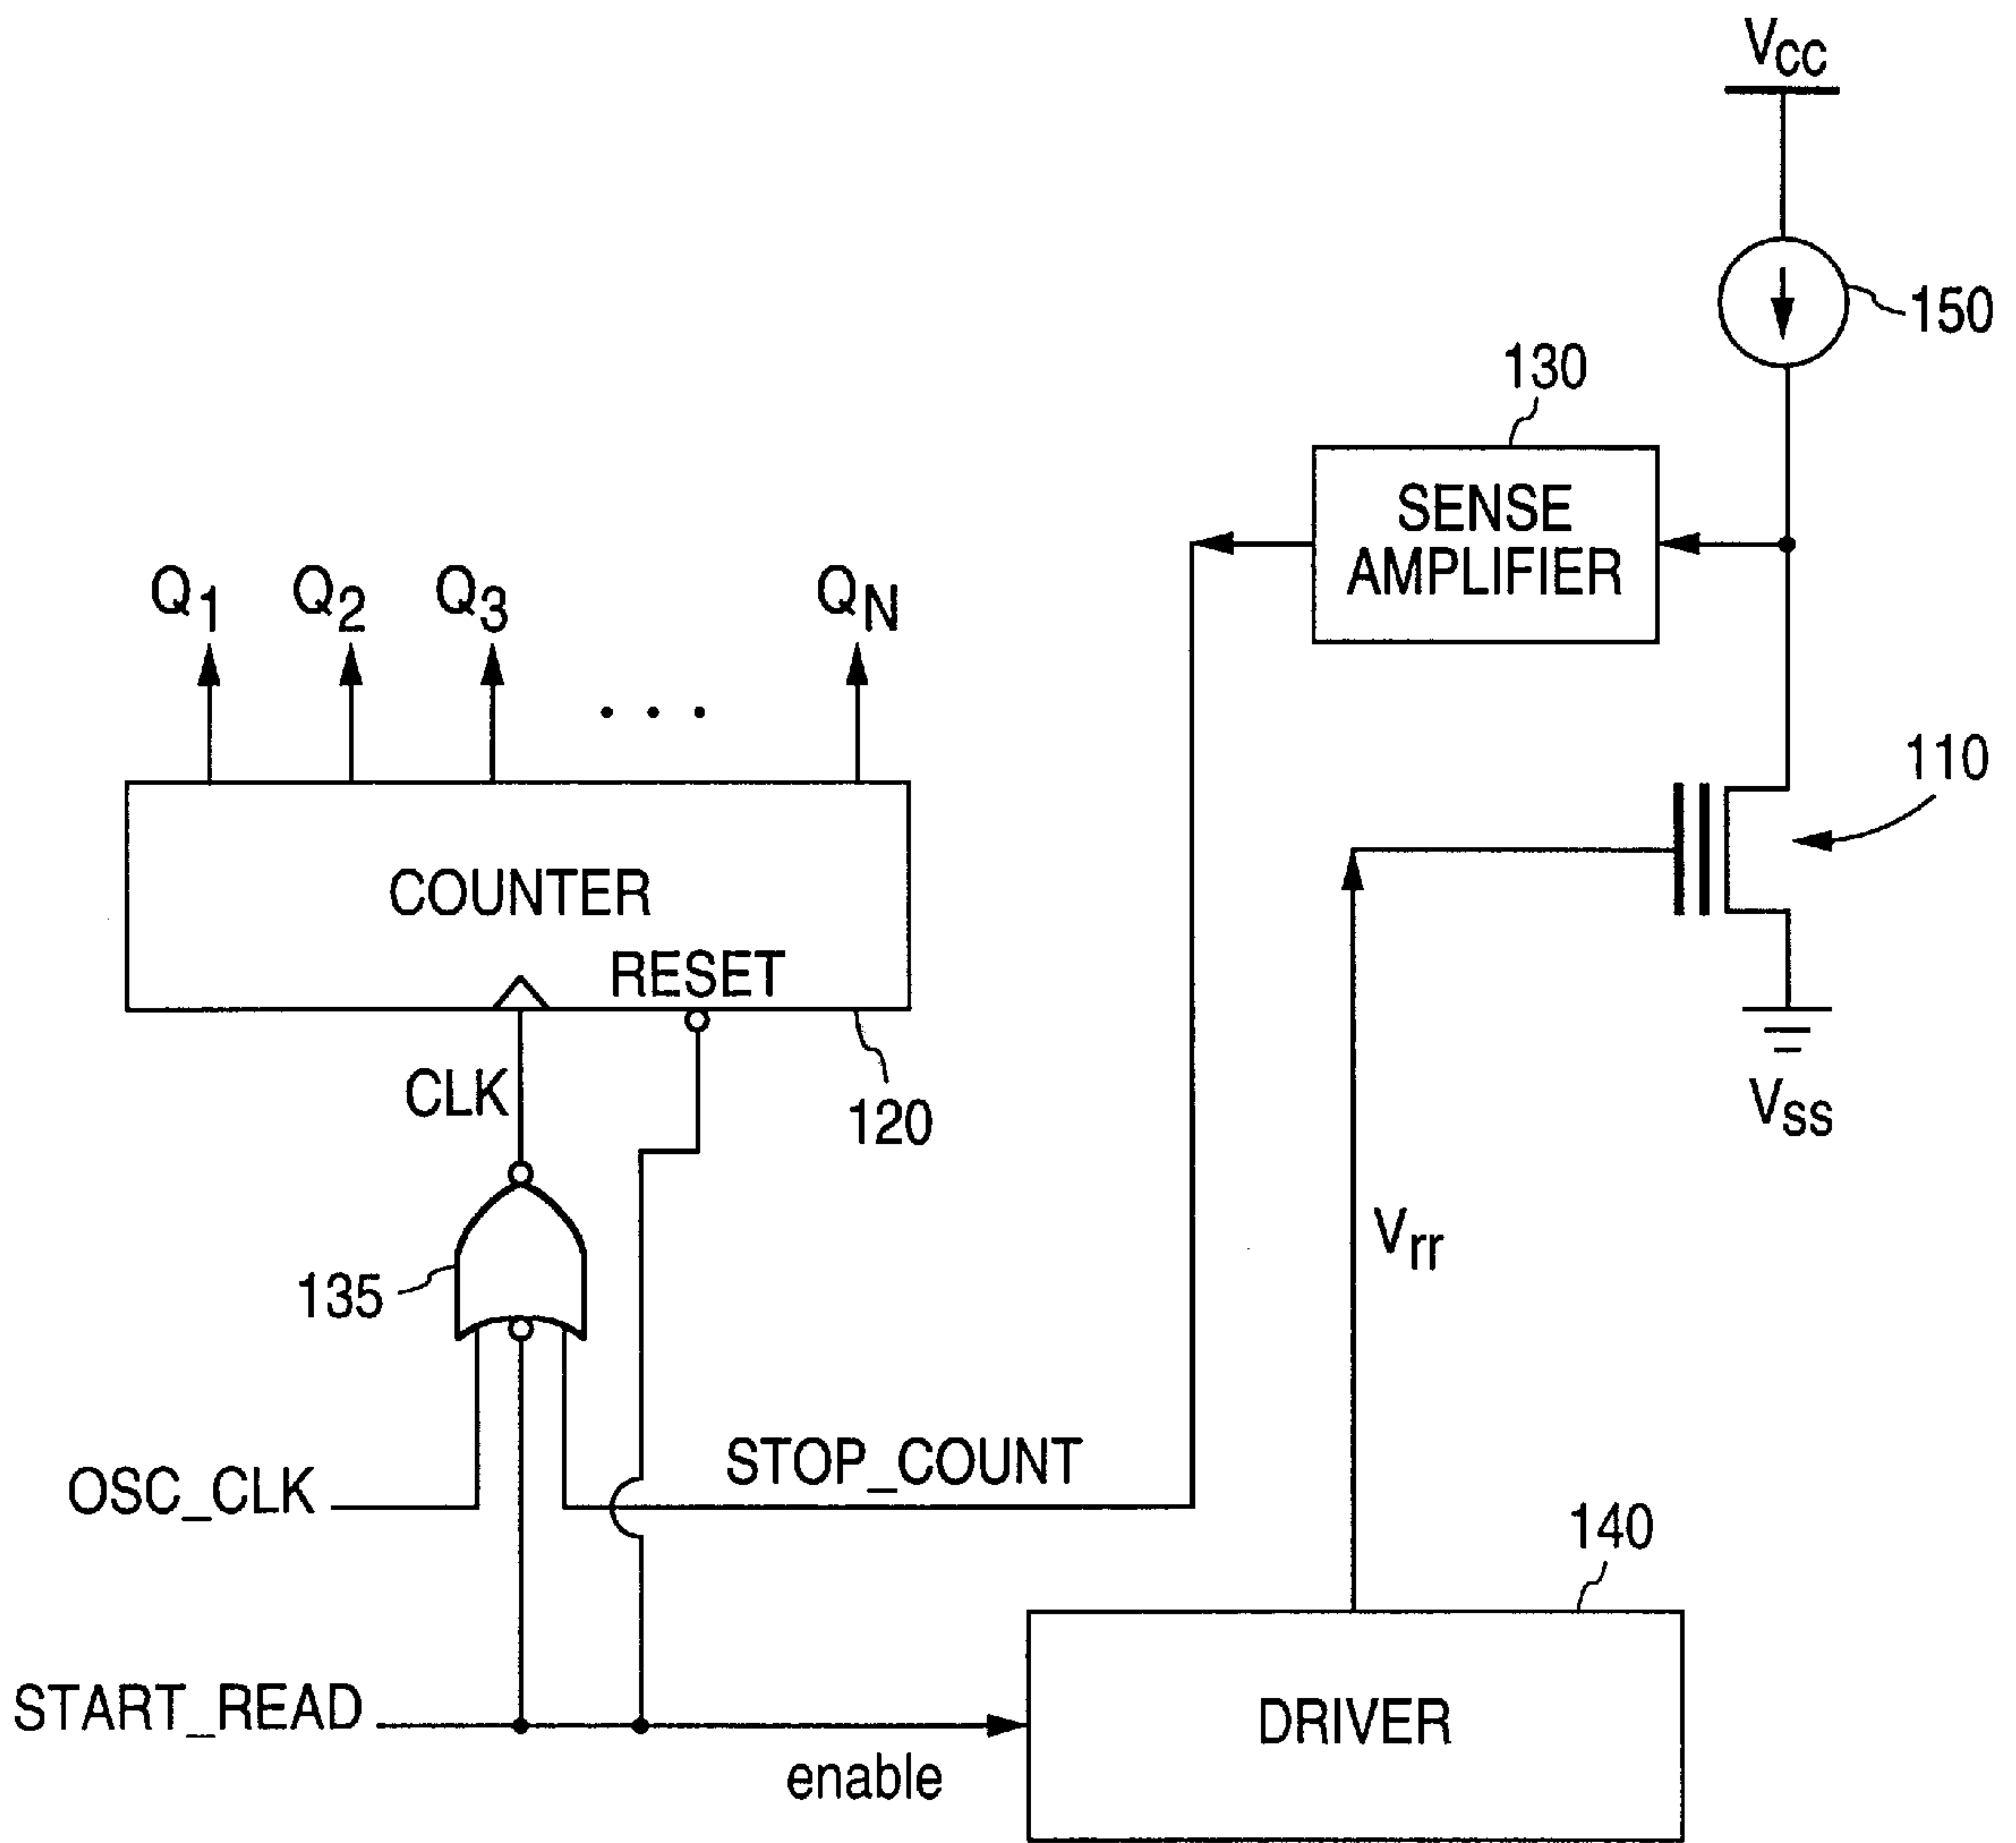 VCC
150
130
SENSE
AMPLIFIER
Q1 Q2 Q3 . . . QN
110
COUNTER
RESET
CLK
120
VSS
Vrr
135
STOP_COUNT
OSC_CLK
140
START_READ
DRIVER
enable